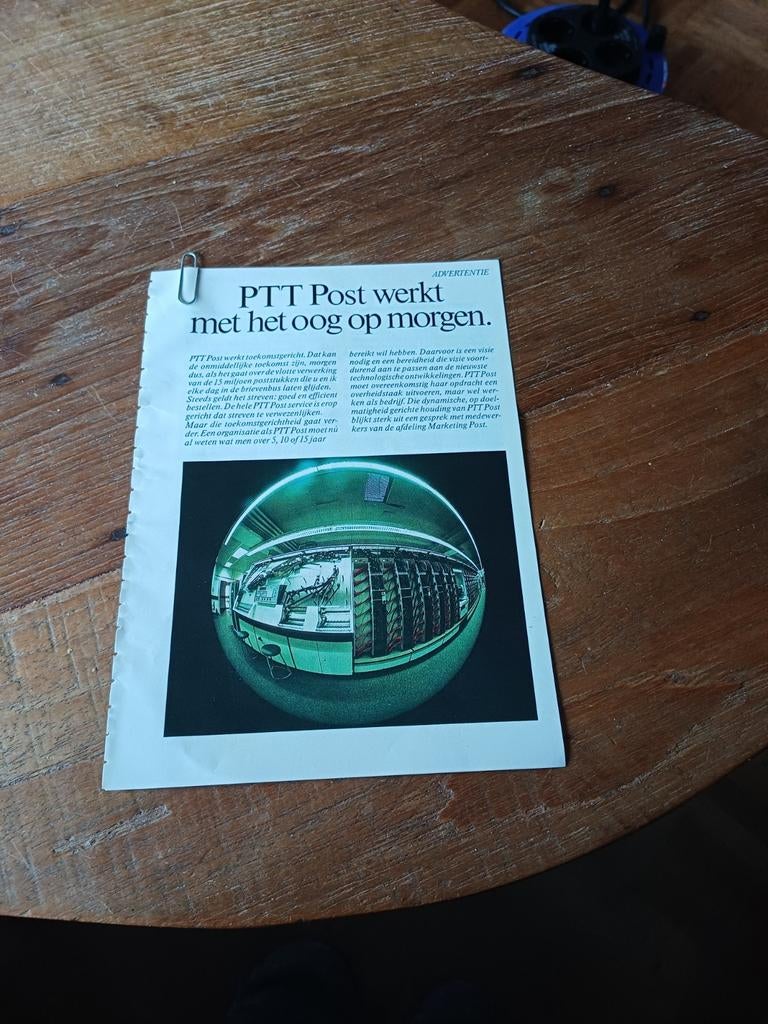 ADVERTENTIE
PTT Post werkt
met het oog op morgen.
PTT Post werkt toekomstgericht. Dat kan
de onmiddellijke toekomst zijn, morgen
dus, als het gaat over de vlotte verwerking
van de 15 miljoen poststukken die u en ik
elke dag in de brievenbus laten glijden.
Steeds geldt het streven: goed en efficient
bestellen. De hele PTT Post service is erop
gericht dat streven te verwezenlijken.
Maar die toekomstgerichtheid gaat ver-
der. Een organisatie als PTT Post moet nú
al weten wat men over 5, 10 of 15 jaar
bereikt wil hebben. Daarvoor is een visie
nodig en een bereidheid die visie voort-
durend aan te passen aan de nieuwste
technologische ontwikkelingen. PTT Post
moet overeenkomstig haar opdracht een
overheidstaak uitvoeren, maar wel wer-
ken als bedrijf. Die dynamische, op doel-
matigheid gerichte houding van PTT Post
blijkt sterk uit een gesprek met medewer-
kers van de afdeling Marketing Post.